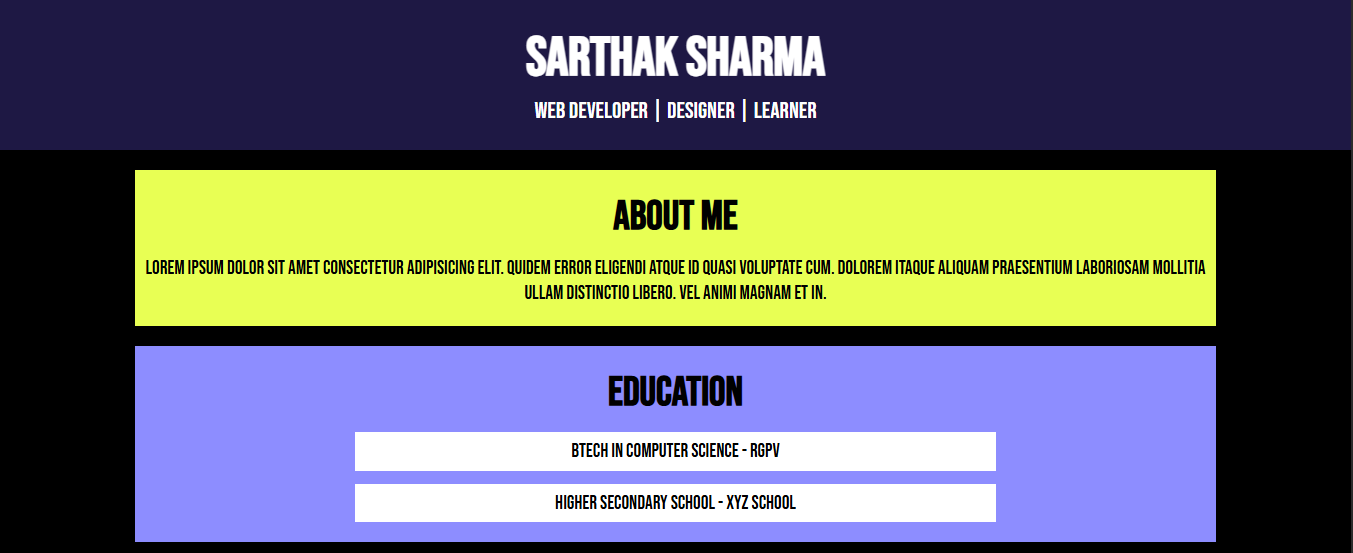 SARTHAK SHARMA
WEB DEVELOPER | DESIGNER | LEARNER
ABOUT ME
LOREM IPSUM DOLOR SIT AMET CONSECTETUR ADIPISICING ELIT. QUIDEM ERROR ELIGENDI ATQUE ID QUASI VOLUPTATE CUM. DOLOREM ITAQUE ALIQUAM PRAESENTIUM LABORIOSAM MOLLITIA
ULLAM DISTINCTIO LIBERO. VEL ANIMI MAGNAM ET IN.
EDUCATION
BTECH IN COMPUTER SCIENCE - RGPV
HIGHER SECONDARY SCHOOL - XYZ SCHOOL